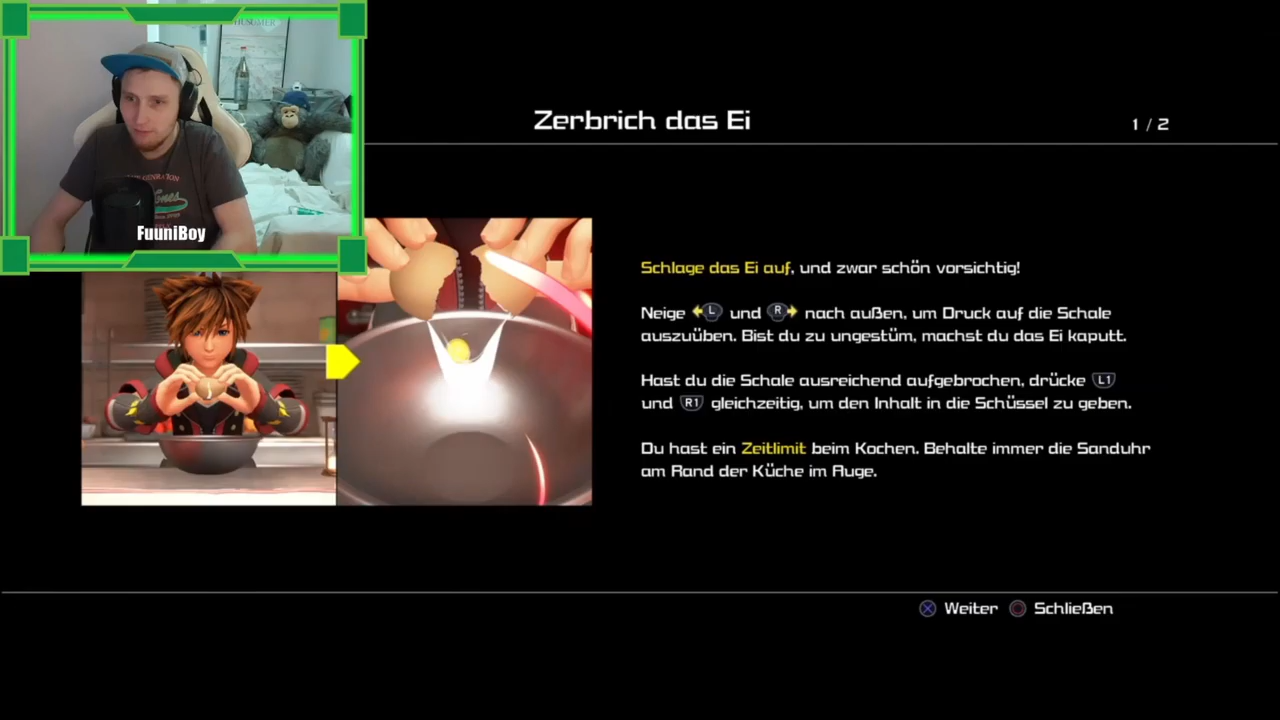 HUSUMER
GENERATION
FuuniBoy
Zerbrich das Ei
1 / 2
Schlage das Ei auf, und zwar schön vorsichtig!
Neige L und R nach außen, um Druck auf die Schale
auszuüben. Bist du zu ungestüm, machst du das Ei kaputt.
Hast du die Schale ausreichend aufgebrochen, drücke L1
und R1 gleichzeitig, um den Inhalt in die Schüssel zu geben.
Du hast ein Zeitlimit beim Kochen. Behalte immer die Sanduhr
am Rand der Küche im Auge.
Weiter Schließen